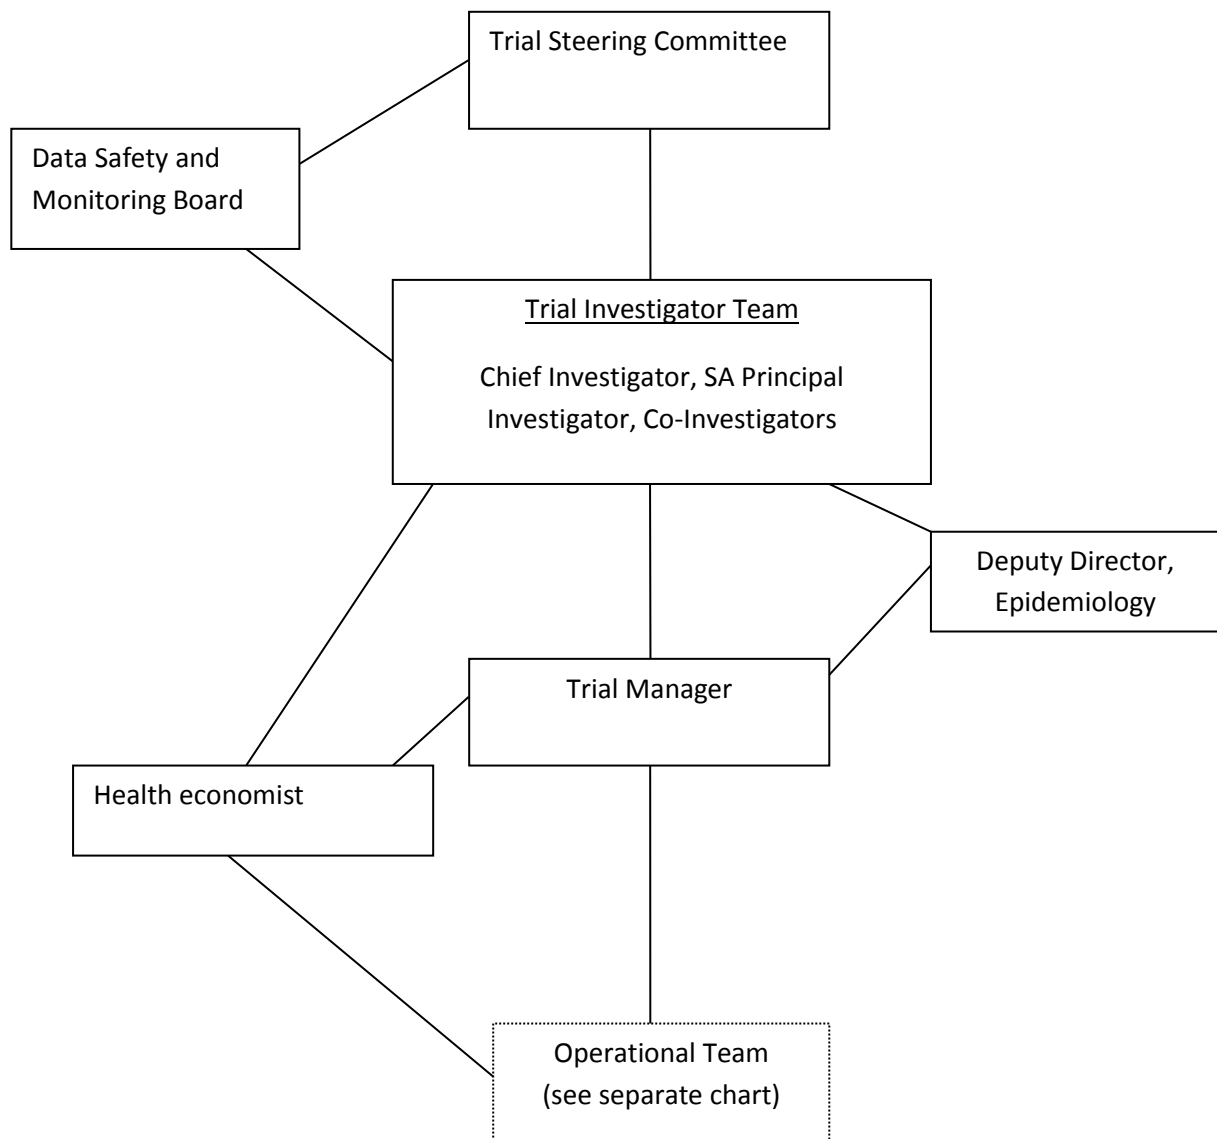 Trial Steering Committee
Data Safety and
Monitoring Board
Trial Investigator Team
Chief Investigator, SA Principal
Investigator, Co-Investigators
Deputy Director,
Epidemiology
Trial Manager
Health economist
Operational Team
(see separate chart)